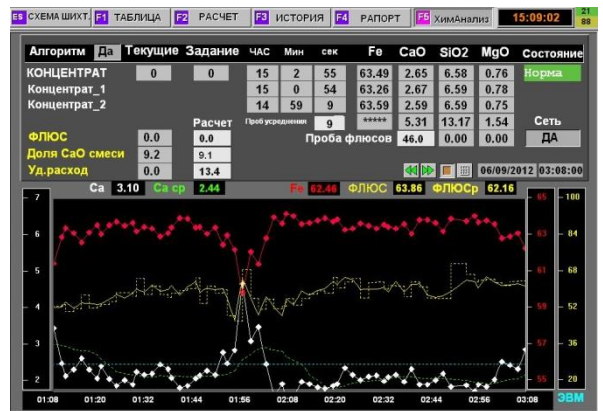 ES СХЕМА ШИХТ. F1 ТАБЛИЦА F2 РАСЧЕТ F3 ИСТОРИЯ F4 РАПОРТ F5 ХимАнализ 15:09:02 21 88
Алгоритм Да Текущие Задание ЧАС Мин сек Fe CaO SiO2 MgO Состояние
КОНЦЕНТРАТ 0 0 15 2 55 63.49 2.65 6.58 0.76 Норма
Концентрат_1 15 0 54 63.26 2.67 6.59 0.78
Концентрат_2 14 59 9 63.59 2.59 6.59 0.75
Расчет Проб усреднения 9 ***** 5.31 13.17 1.54 Сеть
ФЛЮС 0.0 0.0 Проба флюсов 46.0 0.00 0.00 ДА
Доля СаО смеси 9.2 9.1
Уд.расход 0.0 13.4 06/09/2012 03:08:00
Ca 3.10 Ca ср 2.44 Fe 62.46 ФЛЮС 63.86 ФЛЮСр 62.16
7 65 100
6 63 84
5 61 68
4 59 52
3 57 36
2 55 20
01:08 01:20 01:32 01:44 01:56 02:08 02:20 02:32 02:44 02:56 03:08 ЭВМ